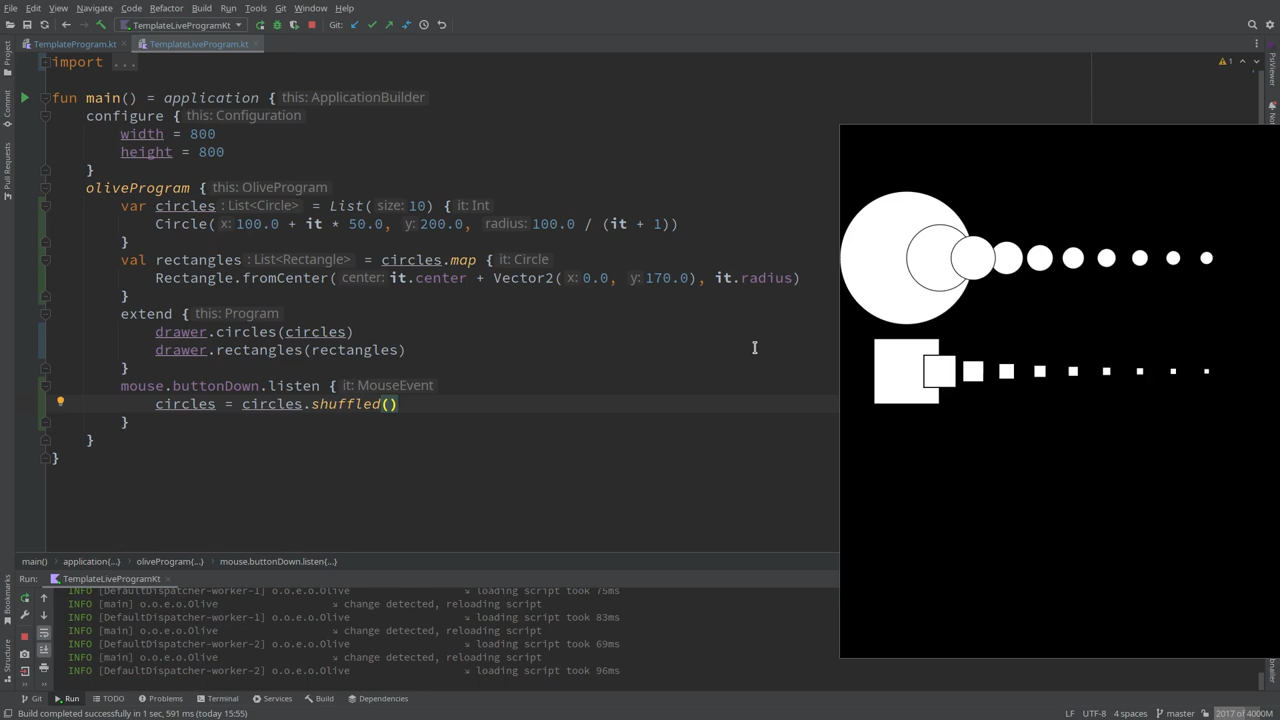 File Edit View Navigate Code Refactor Build Run Tools Git Window Help
TemplateLiveProgramKt Git:
TemplateProgram.kt TemplateLiveProgram.kt
Project
Commit
Pull Requests
Bookmarks
Structure
import ...
fun main() = application { this: ApplicationBuilder
configure { this: Configuration
width = 800
height = 800
}
oliveProgram { this: OliveProgram
var circles : List<Circle> = List( size: 10) { it: Int
Circle( x: 100.0 + it * 50.0, y: 200.0, radius: 100.0 / (it + 1))
}
val rectangles : List<Rectangle> = circles.map { it: Circle
Rectangle.fromCenter( center: it.center + Vector2( x: 0.0, y: 170.0), it.radius)
}
extend { this: Program
drawer.circles(circles)
drawer.rectangles(rectangles)
}
mouse.buttonDown.listen { it: MouseEvent
circles = circles.shuffled()
}
}
}
1
PsiViewer
main() application{...} oliveProgram{...} mouse.buttonDown.listen{...}
Run: TemplateLiveProgramKt
INFO [DefaultDispatcher-worker-1] o.o.e.o.Olive ↘ loading script took 75ms
INFO [main] o.o.e.o.Olive ↘ change detected, reloading script
INFO [DefaultDispatcher-worker-1] o.o.e.o.Olive ↘ loading script took 83ms
INFO [main] o.o.e.o.Olive ↘ change detected, reloading script
INFO [DefaultDispatcher-worker-2] o.o.e.o.Olive ↘ loading script took 69ms
INFO [main] o.o.e.o.Olive ↘ change detected, reloading script
INFO [DefaultDispatcher-worker-2] o.o.e.o.Olive ↘ loading script took 96ms
Git Run TODO Problems Terminal Services Build Dependencies
Build completed successfully in 1 sec, 591 ms (today 15:55) LF UTF-8 4 spaces master 2017 of 4000M